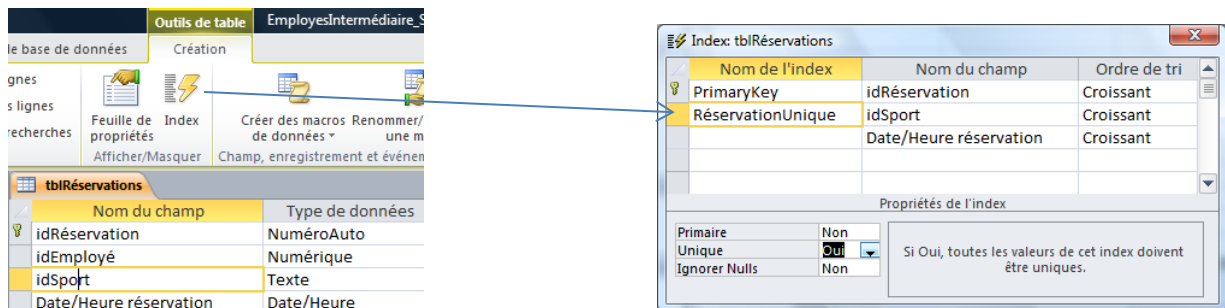 Outils de table EmployesIntermédiaire_S
le base de données Création
gnes
s lignes
recherches
Feuille de propriétés
Index
Créer des macros de données
Renommer/
une m
Afficher/Masquer Champ, enregistrement et événem
tblRéservations
Nom du champ Type de données
idRéservation NuméroAuto
idEmployé Numérique
idSport Texte
Date/Heure réservation Date/Heure
Index: tblRéservations
Nom de l'index Nom du champ Ordre de tri
PrimaryKey idRéservation Croissant
RéservationUnique idSport Croissant
Date/Heure réservation Croissant
Propriétés de l'index
Primaire Non
Unique Oui
Ignorer Nulls Non
Si Oui, toutes les valeurs de cet index doivent
être uniques.